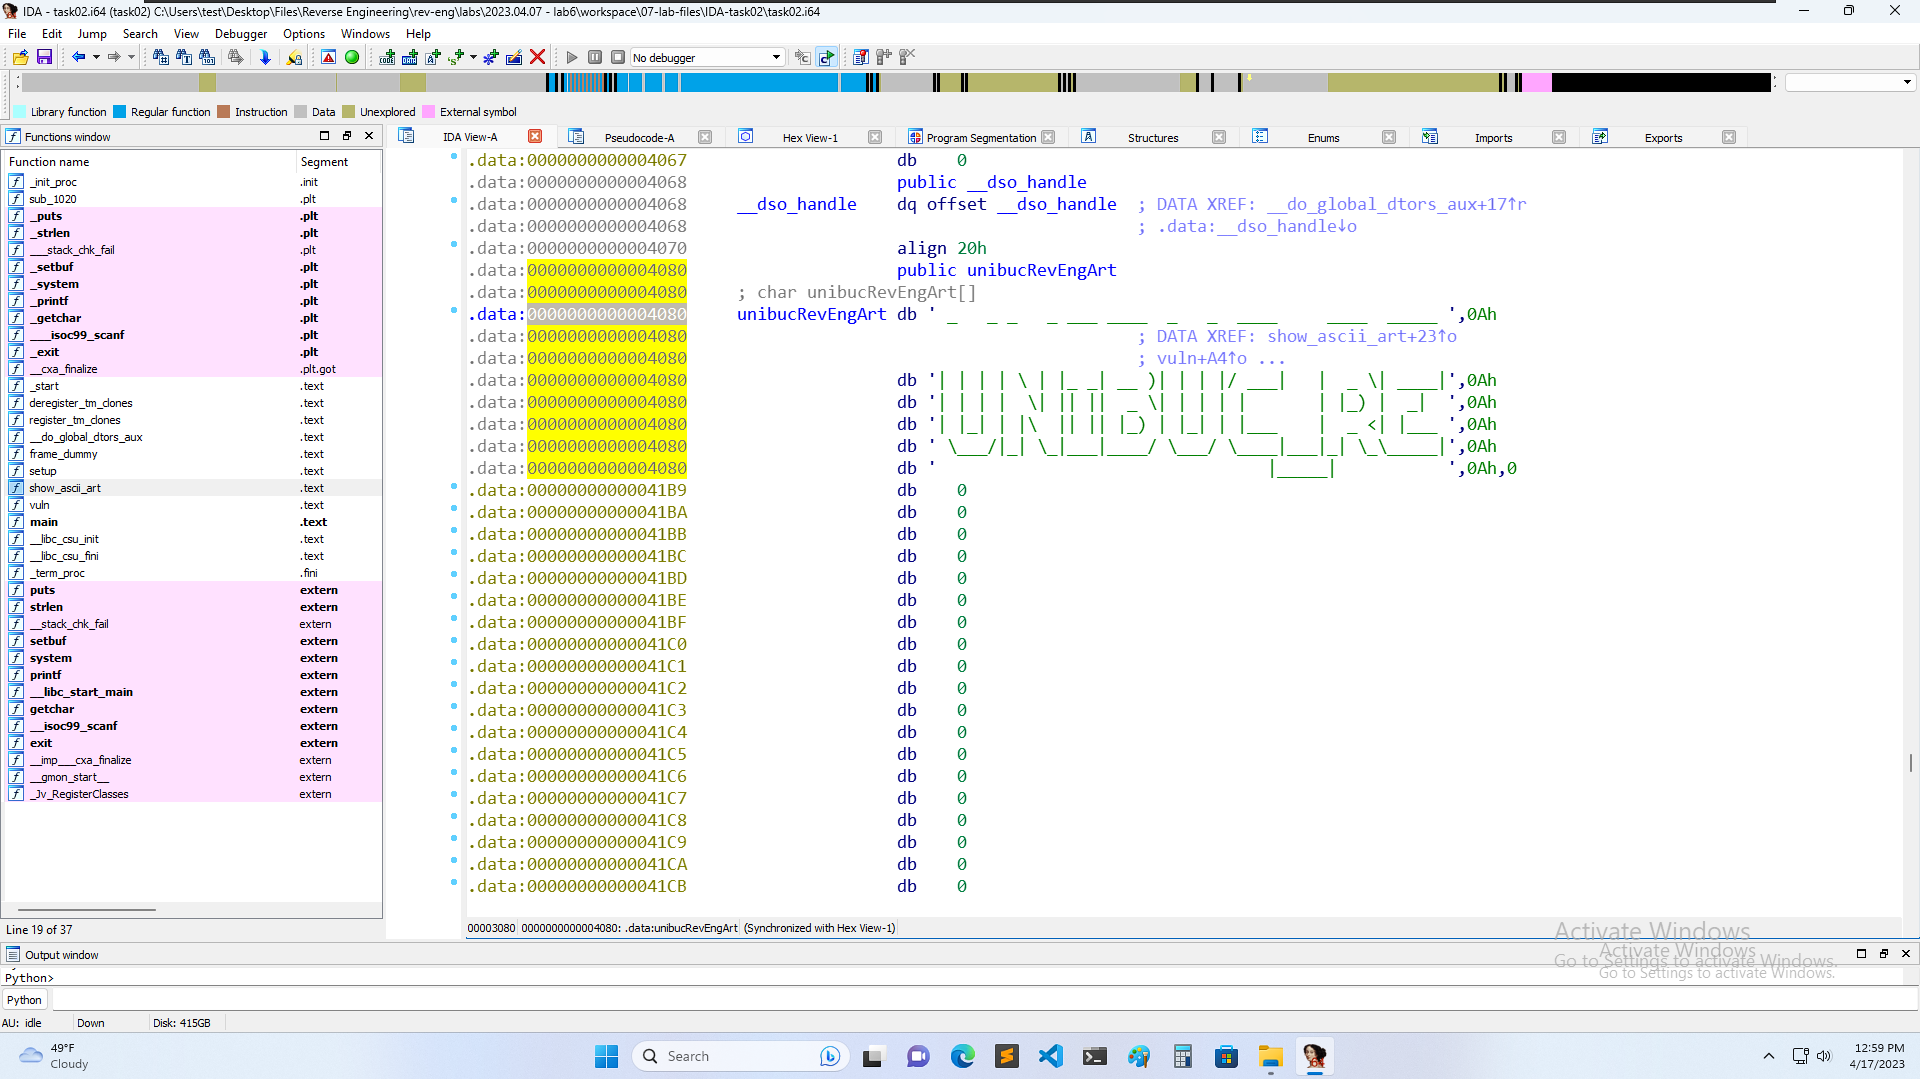 IDA - task02.i64 (task02) C:\Users\test\Desktop\Files\Reverse Engineering\rev-eng\labs\2023.04.07 - lab6\workspace\07-lab-files\IDA-task02\task02.i64
File Edit Jump Search View Debugger Options Windows Help
No debugger
Library function Regular function Instruction Data Unexplored External symbol
Functions window
IDA View-A Pseudocode-A Hex View-1 Program Segmentation Structures Enums Imports Exports
Function name Segment
_init_proc .init
sub_1020 .plt
_puts .plt
_strlen .plt
___stack_chk_fail .plt
_setbuf .plt
_system .plt
_printf .plt
_getchar .plt
___isoc99_scanf .plt
_exit .plt
__cxa_finalize .plt.got
_start .text
deregister_tm_clones .text
register_tm_clones .text
__do_global_dtors_aux .text
frame_dummy .text
setup .text
show_ascii_art .text
vuln .text
main .text
__libc_csu_init .text
__libc_csu_fini .text
_term_proc .fini
puts extern
strlen extern
__stack_chk_fail extern
setbuf extern
system extern
printf extern
__libc_start_main extern
getchar extern
__isoc99_scanf extern
exit extern
__imp___cxa_finalize extern
__gmon_start__ extern
_Jv_RegisterClasses extern
Line 19 of 37
.data:0000000000004067 db 0
.data:0000000000004068 public __dso_handle
.data:0000000000004068 __dso_handle dq offset __dso_handle ; DATA XREF: __do_global_dtors_aux+17↑r
.data:0000000000004068 ; .data:__dso_handle↓o
.data:0000000000004070 align 20h
.data:0000000000004080 public unibucRevEngArt
.data:0000000000004080 ; char unibucRevEngArt[]
.data:0000000000004080 unibucRevEngArt db ' _   _ _   _ ___ ____  _   _  ____     ____  _____ ',0Ah
.data:0000000000004080 ; DATA XREF: show_ascii_art+23↑o
.data:0000000000004080 ; vuln+A4↑o ...
.data:0000000000004080 db '| | | | \ | |_ _| __ )| | | |/ ___|   |  _ \| ____|',0Ah
.data:0000000000004080 db '| | | |  \| || ||  _ \| | | | |       | |_) |  _|  ',0Ah
.data:0000000000004080 db '| |_| | |\  || || |_) | |_| | |___    |  _ <| |___ ',0Ah
.data:0000000000004080 db ' \___/|_| \_|___|____/ \___/ \____|___|_| \_\_____|',0Ah
.data:0000000000004080 db '                                  |_____|           ',0Ah,0
.data:00000000000041B9 db 0
.data:00000000000041BA db 0
.data:00000000000041BB db 0
.data:00000000000041BC db 0
.data:00000000000041BD db 0
.data:00000000000041BE db 0
.data:00000000000041BF db 0
.data:00000000000041C0 db 0
.data:00000000000041C1 db 0
.data:00000000000041C2 db 0
.data:00000000000041C3 db 0
.data:00000000000041C4 db 0
.data:00000000000041C5 db 0
.data:00000000000041C6 db 0
.data:00000000000041C7 db 0
.data:00000000000041C8 db 0
.data:00000000000041C9 db 0
.data:00000000000041CA db 0
.data:00000000000041CB db 0
00003080 0000000000004080: .data:unibucRevEngArt (Synchronized with Hex View-1)
Activate Windows
Go to Settings to activate Windows.
Activate Windows
Go to Settings to activate Windows.
Output window
Python>
Python
AU: idle Down Disk: 415GB
49°F
Cloudy
Search
12:59 PM
4/17/2023